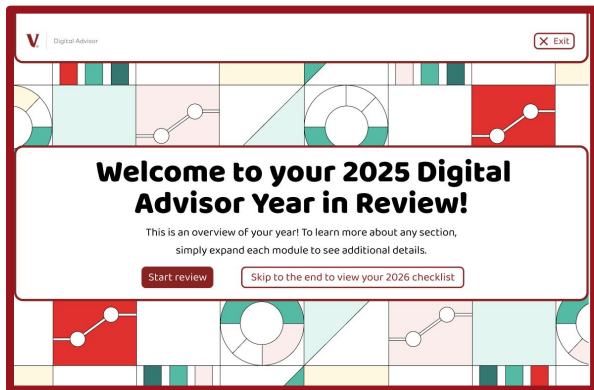 V
Digital Advisor
X Exit
Welcome to your 2025 Digital
Advisor Year in Review!
This is an overview of your year! To learn more about any section,
simply expand each module to see additional details.
Start review
Skip to the end to view your 2026 checklist